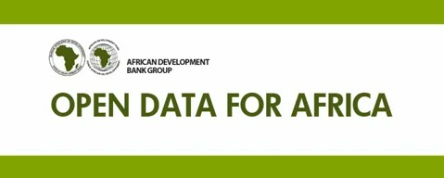 AFRICAN DEVELOPMENT
BANK GROUP
OPEN DATA FOR AFRICA